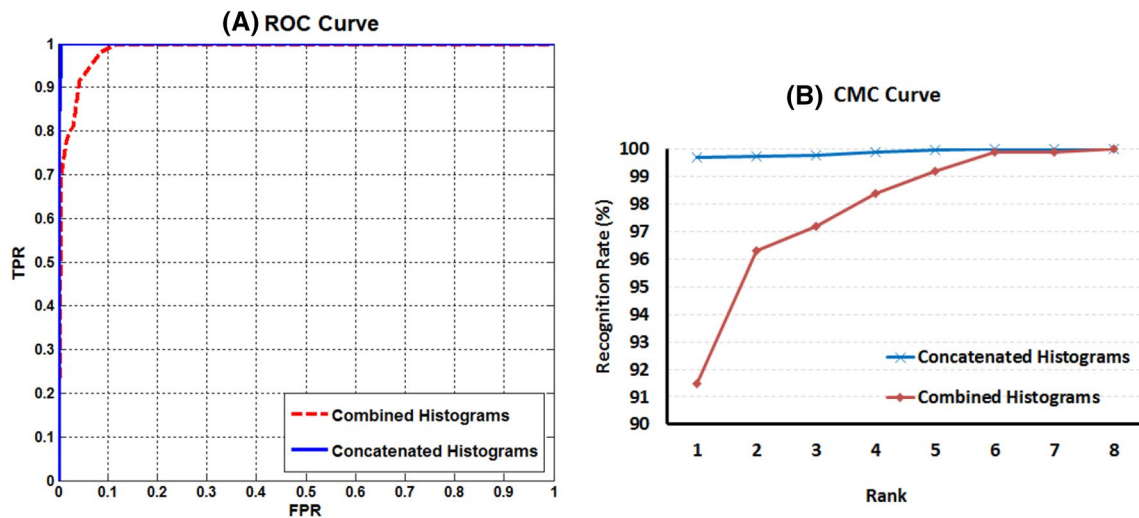 (A) ROC Curve
1
0.9
0.8
0.7
0.6
0.5
0.4
0.3
0.2
0.1
0
TPR
0 0.1 0.2 0.3 0.4 0.5 0.6 0.7 0.8 0.9 1
FPR
Combined Histograms
Concatenated Histograms
(B) CMC Curve
100
99
98
97
96
95
94
93
92
91
90
Recognition Rate (%)
Concatenated Histograms
Combined Histograms
1 2 3 4 5 6 7 8
Rank